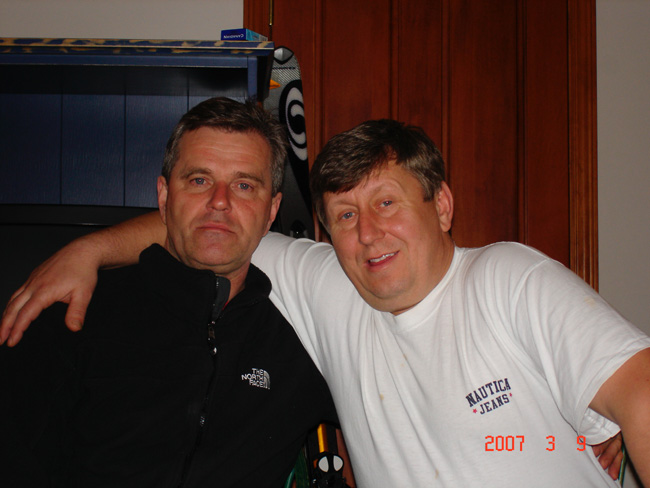 THE
NORTH
FACE
NAUTICA
JEANS
2007 3 9